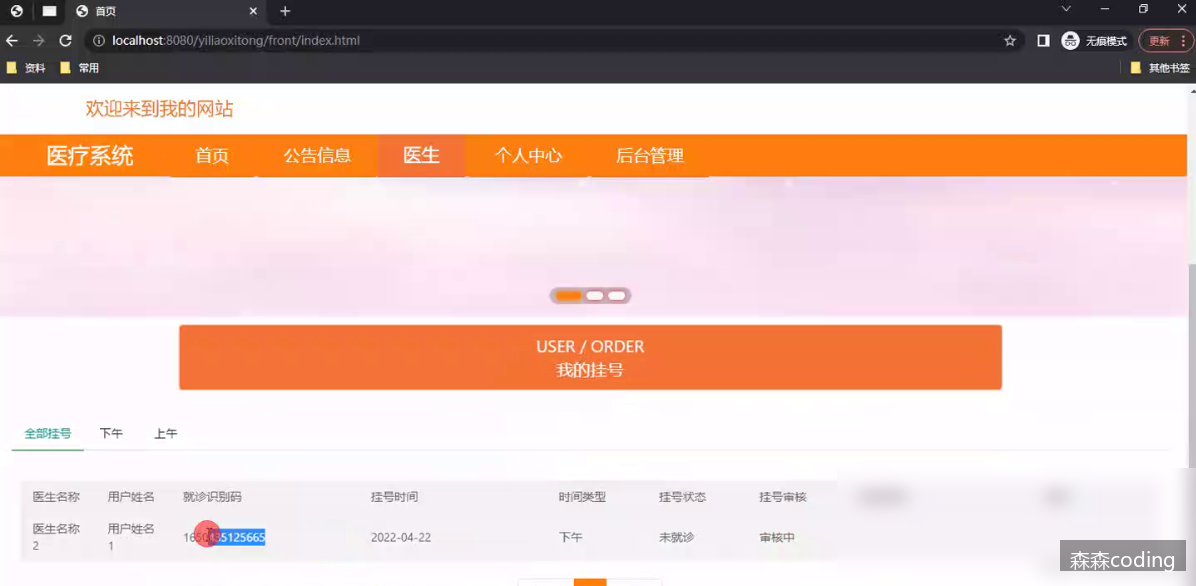 首页
localhost:8080/yiliaoxitong/front/index.html
无痕模式
更新
资料
常用
其他书签
欢迎来到我的网站
医疗系统 首页 公告信息 医生 个人中心 后台管理
USER / ORDER
我的挂号
全部挂号 下午 上午
医生名称 用户姓名 就诊识别码 挂号时间 时间类型 挂号状态 挂号审核
医生名称2 用户姓名1 2022-04-22 下午 未就诊 审核中
森森coding